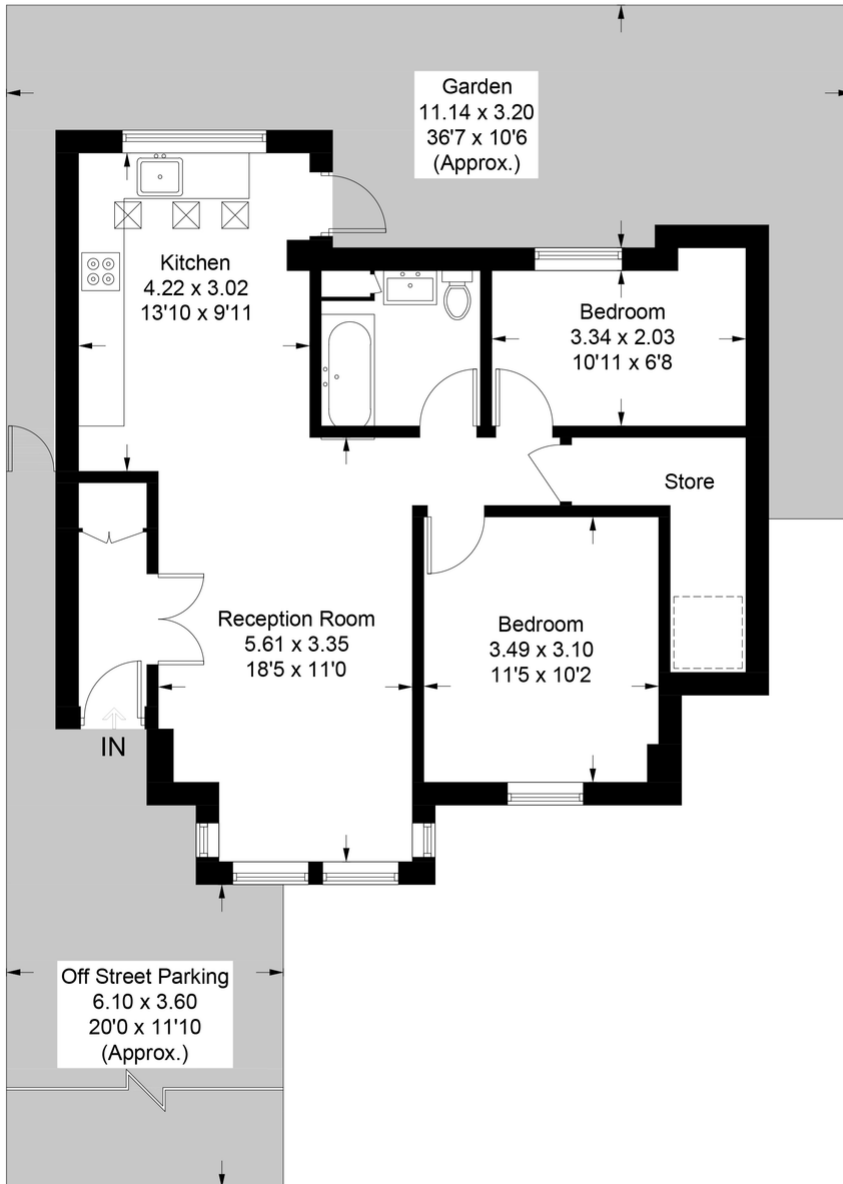 Garden
11.14 x 3.20
36'7 x 10'6
(Approx.)
Kitchen
4.22 x 3.02
13'10 x 9'11
Bedroom
3.34 x 2.03
10'11 x 6'8
Store
Reception Room
5.61 x 3.35
18'5 x 11'0
Bedroom
3.49 x 3.10
11'5 x 10'2
IN
Off Street Parking
6.10 x 3.60
20'0 x 11'10
(Approx.)